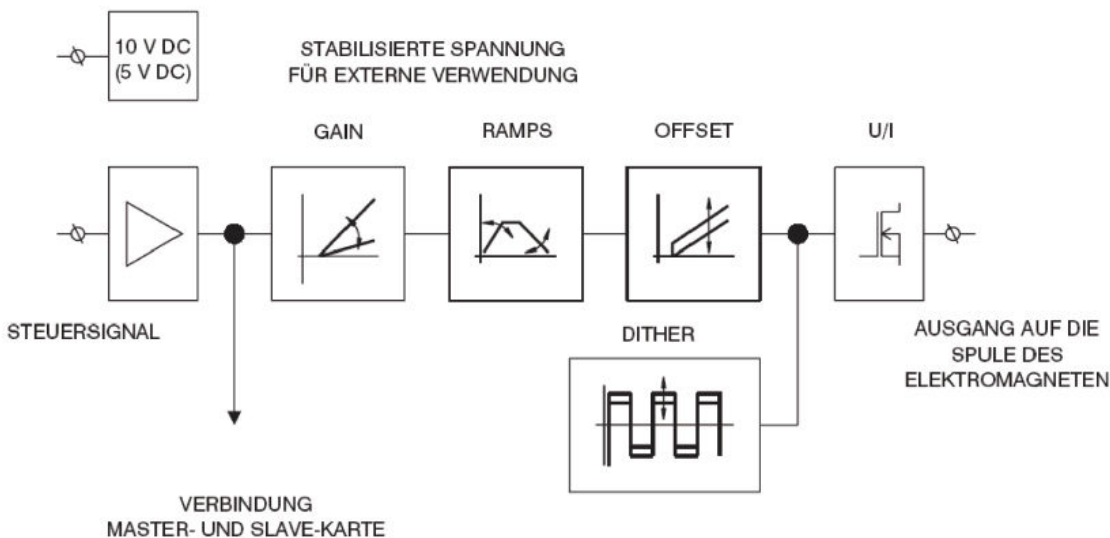 10 V DC
(5 V DC)
STABILISIERTE SPANNUNG
FÜR EXTERNE VERWENDUNG
GAIN
RAMPS
OFFSET
U/I
STEUERSIGNAL
DITHER
AUSGANG AUF DIE
SPULE DES
ELEKTROMAGNETEN
VERBINDUNG
MASTER- UND SLAVE-KARTE